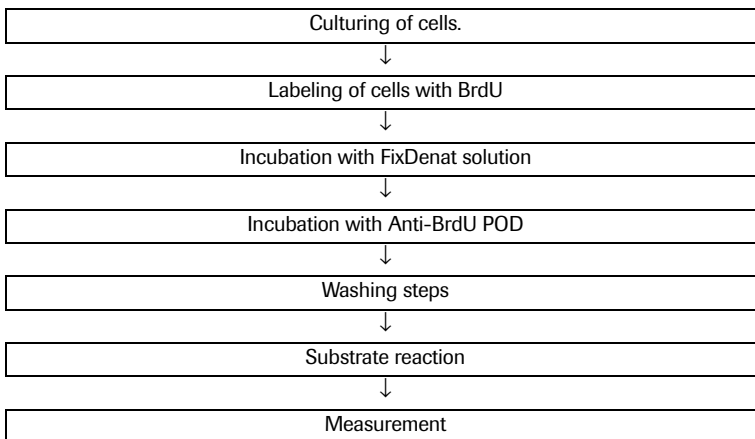 Culturing of cells.
↓
Labeling of cells with BrdU
↓
Incubation with FixDenat solution
↓
Incubation with Anti-BrdU POD
↓
Washing steps
↓
Substrate reaction
↓
Measurement